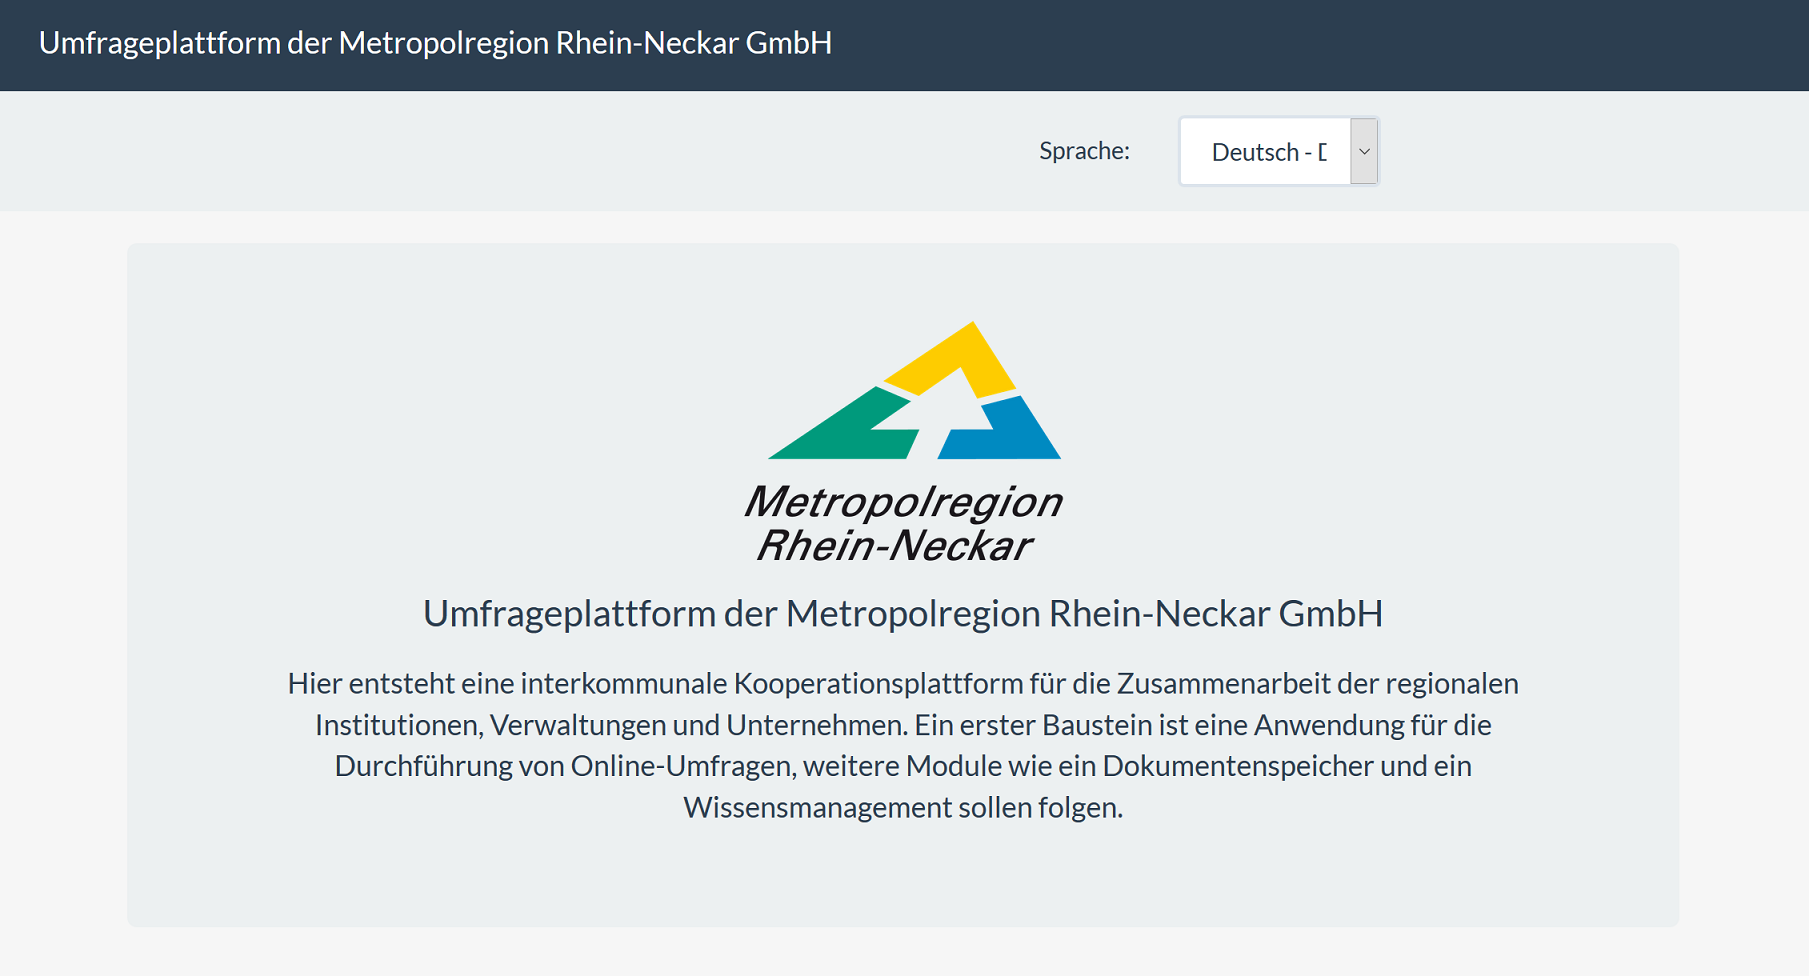 Umfrageplattform der Metropolregion Rhein-Neckar GmbH
Sprache:
Deutsch - D
Metropolregion
Rhein-Neckar
Umfrageplattform der Metropolregion Rhein-Neckar GmbH
Hier entsteht eine interkommunale Kooperationsplattform für die Zusammenarbeit der regionalen
Institutionen, Verwaltungen und Unternehmen. Ein erster Baustein ist eine Anwendung für die
Durchführung von Online-Umfragen, weitere Module wie ein Dokumentenspeicher und ein
Wissensmanagement sollen folgen.